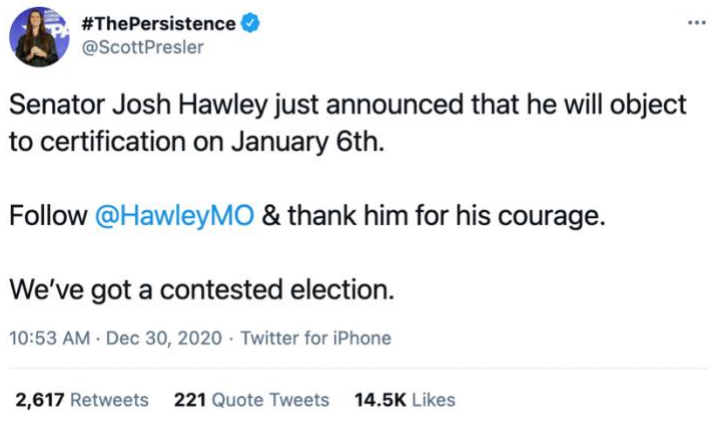 #ThePersistence
@ScottPresler
Senator Josh Hawley just announced that he will object
to certification on January 6th.
Follow @HawleyMO & thank him for his courage.
We've got a contested election.
10:53 AM · Dec 30, 2020 · Twitter for iPhone
2,617 Retweets 221 Quote Tweets 14.5K Likes